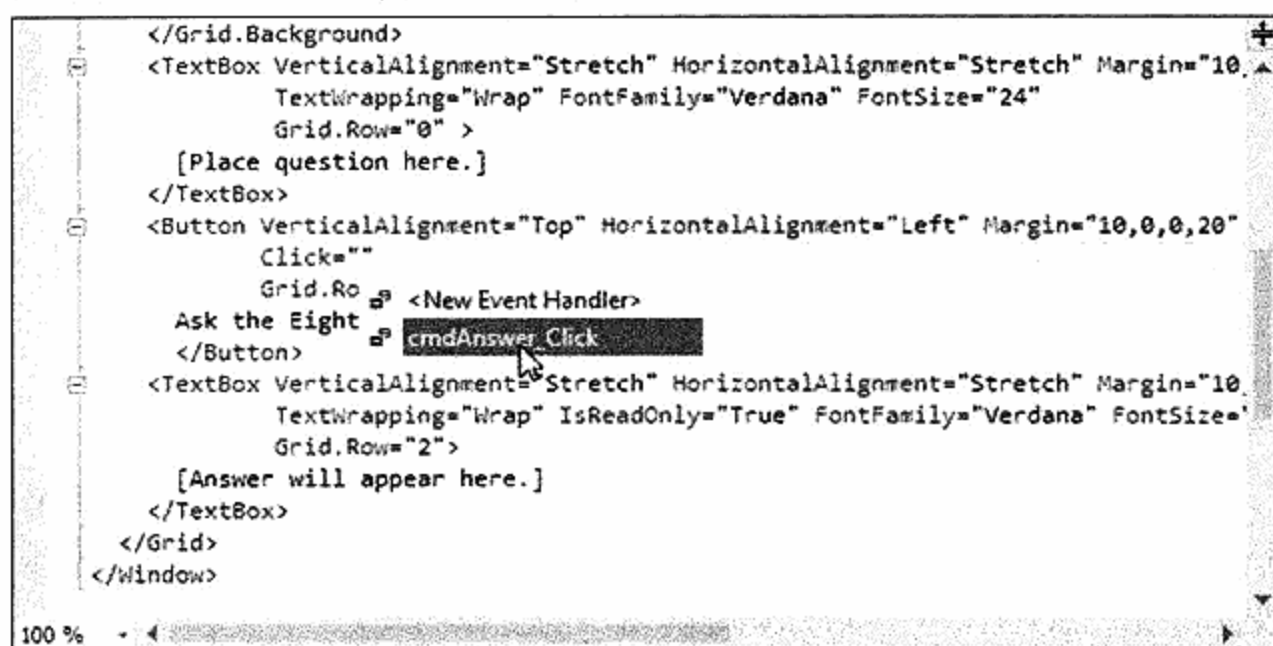 </Grid.Background>
<TextBox VerticalAlignment="Stretch" HorizontalAlignment="Stretch" Margin="10,
TextWrapping="Wrap" FontFamily="Verdana" FontSize="24"
Grid.Row="0" >
[Place question here.]
</TextBox>
<Button VerticalAlignment="Top" HorizontalAlignment="Left" Margin="10,0,0,20"
Click=""
Grid.Ro
<New Event Handler>
Ask the Eight
cmdAnswer_Click
</Button>
<TextBox VerticalAlignment="Stretch" HorizontalAlignment="Stretch" Margin="10,
TextWrapping="Wrap" IsReadOnly="True" FontFamily="Verdana" FontSize="
Grid.Row="2">
[Answer will appear here.]
</TextBox>
</Grid>
</Window>
100 %